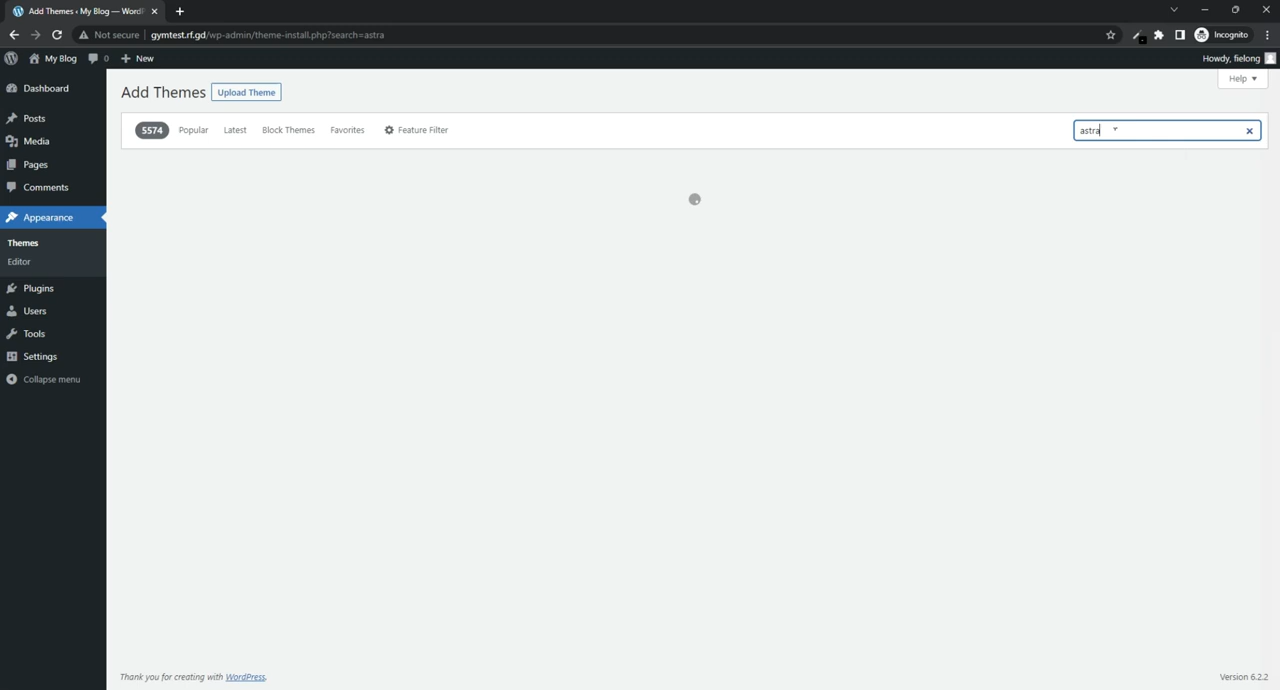 Add Themes ‹ My Blog — WordP
Not secure
gymtest.rf.gd/wp-admin/theme-install.php?search=astra
Incognito
My Blog
0
New
Howdy, fielong
Dashboard
Posts
Media
Pages
Comments
Appearance
Themes
Editor
Plugins
Users
Tools
Settings
Collapse menu
Help
Add Themes
Upload Theme
5574
Popular
Latest
Block Themes
Favorites
Feature Filter
astra
Thank you for creating with WordPress.
Version 6.2.2